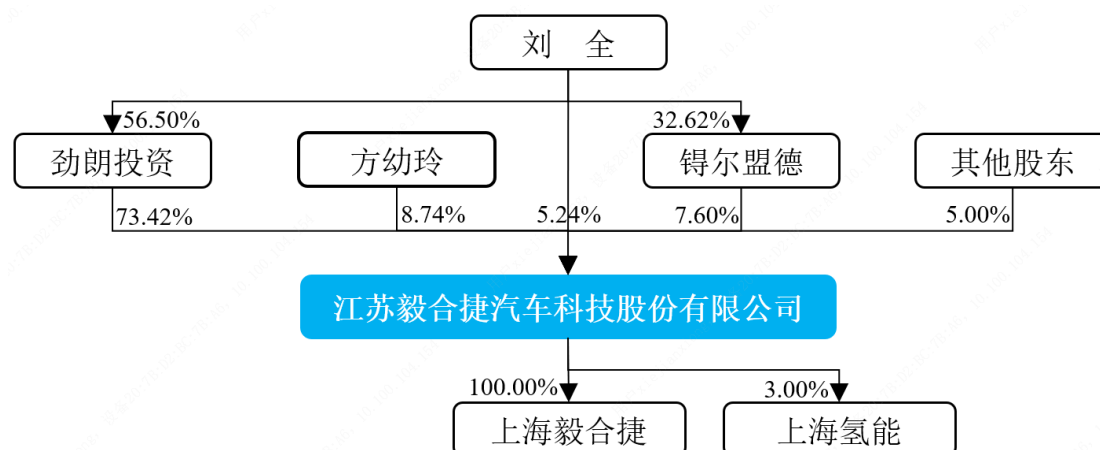 刘 全
56.50%
32.62%
劲朗投资
方幼玲
锝尔盟德
其他股东
73.42%
8.74%
5.24%
7.60%
5.00%
江苏毅合捷汽车科技股份有限公司
100.00%
3.00%
上海毅合捷
上海氢能